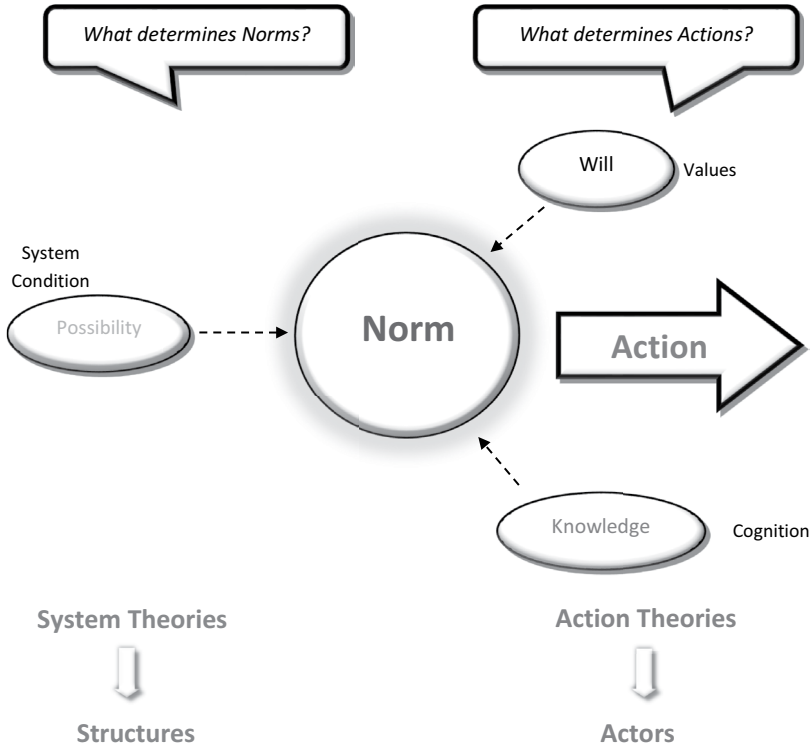 What determines Norms?
What determines Actions?
Will
Values
System
Condition
Possibility
Norm
Action
Knowledge
Cognition
System Theories
Action Theories
Structures
Actors